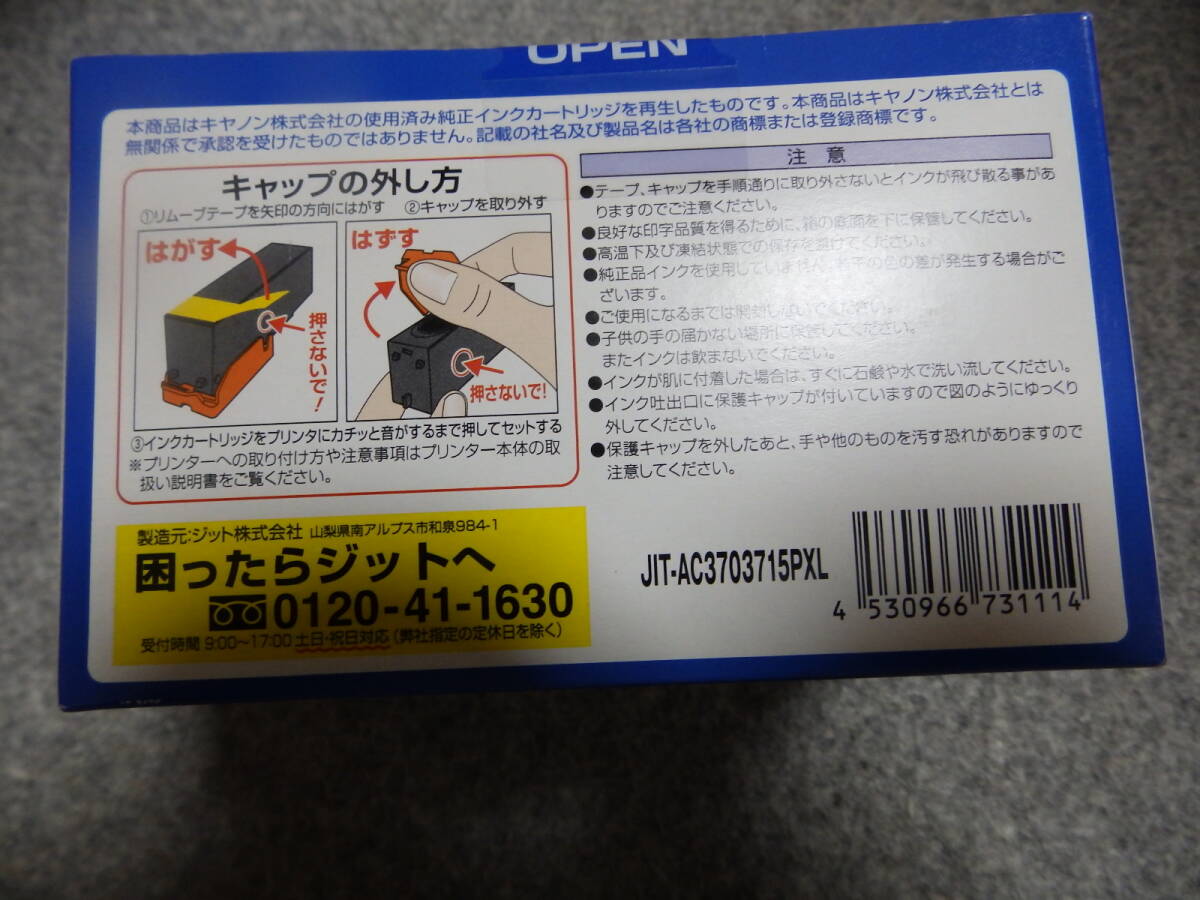 OPEN
本商品はキヤノン株式会社の使用済み純正インクカートリッジを再生したものです。本商品はキヤノン株式会社とは
無関係で承認を受けたものではありません。記載の社名及び製品名は各社の商標または登録商標です。
キャップの外し方
①リムーブテープを矢印の方向にはがす
②キャップを取り外す
はがす
押さないで!
はずす
押さないで!
③インクカートリッジをプリンタにカチッと音がするまで押してセットする
※プリンターへの取り付け方や注意事項はプリンター本体の取
扱い説明書をご覧ください。
注 意
●テープ、キャップを手順通りに取り外さないとインクが飛び散る事があ
りますのでご注意ください。
●良好な印字品質を得るために、箱の底面を下に保管してください。
●高温下及び凍結状態での保存を避けてください。
●純正品インクを使用していません。若干の色の差が発生する場合がご
ざいます。
●ご使用になるまでは開封しないでください。
●子供の手の届かない場所に保管してください。
またインクは飲まないでください。
●インクが肌に付着した場合は、すぐに石鹸や水で洗い流してください。
●インク吐出口に保護キャップが付いていますので図のようにゆっくり
外してください。
●保護キャップを外したあと、手や他のものを汚す恐れがありますので
注意してください。
製造元:ジット株式会社 山梨県南アルプス市和泉984-1
困ったらジットへ
0120-41-1630
受付時間 9:00～17:00 土日・祝日対応 (弊社指定の定休日を除く)
JIT-AC3703715PXL
4 530966 731114